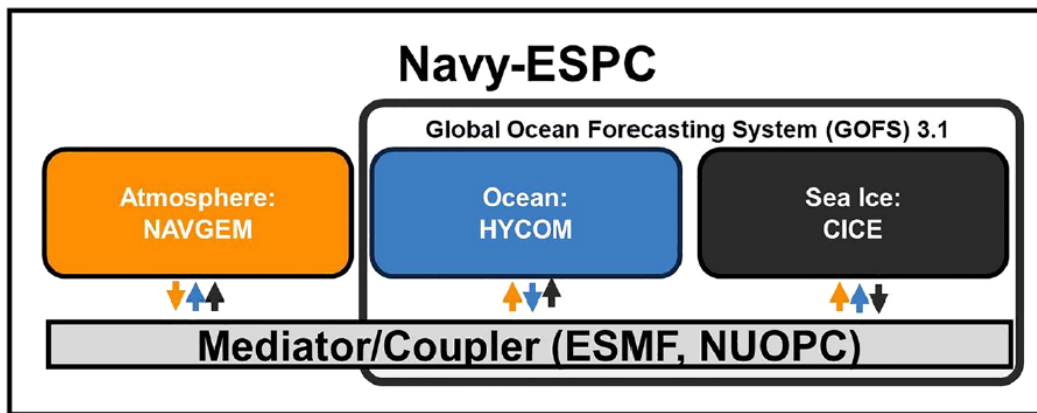 Navy-ESPC
Global Ocean Forecasting System (GOFS) 3.1
Atmosphere:
NAVGEM
Ocean:
HYCOM
Sea Ice:
CICE
Mediator/Coupler (ESMF, NUOPC)